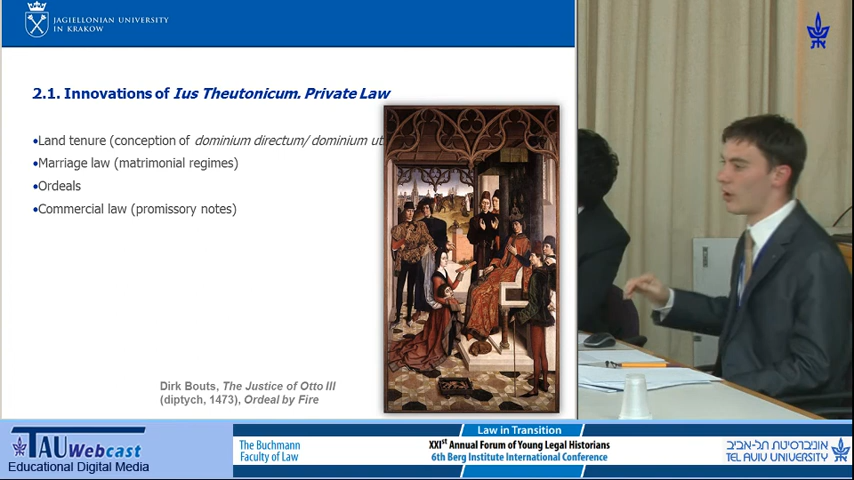 JAGIELLONIAN UNIVERSITY
IN KRAKOW
את
2.1. Innovations of Ius Theutonicum. Private Law
•Land tenure (conception of dominium directum/ dominium ut
•Marriage law (matrimonial regimes)
•Ordeals
•Commercial law (promissory notes)
Dirk Bouts, The Justice of Otto III
(diptych, 1473), Ordeal by Fire
TAU Webcast
Educational Digital Media
The Buchmann
Faculty of Law
Law in Transition
XXIst Annual Forum of Young Legal Historians
6th Berg Institute International Conference
אוניברסיטת תל-אביב
TEL AVIV UNIVERSITY